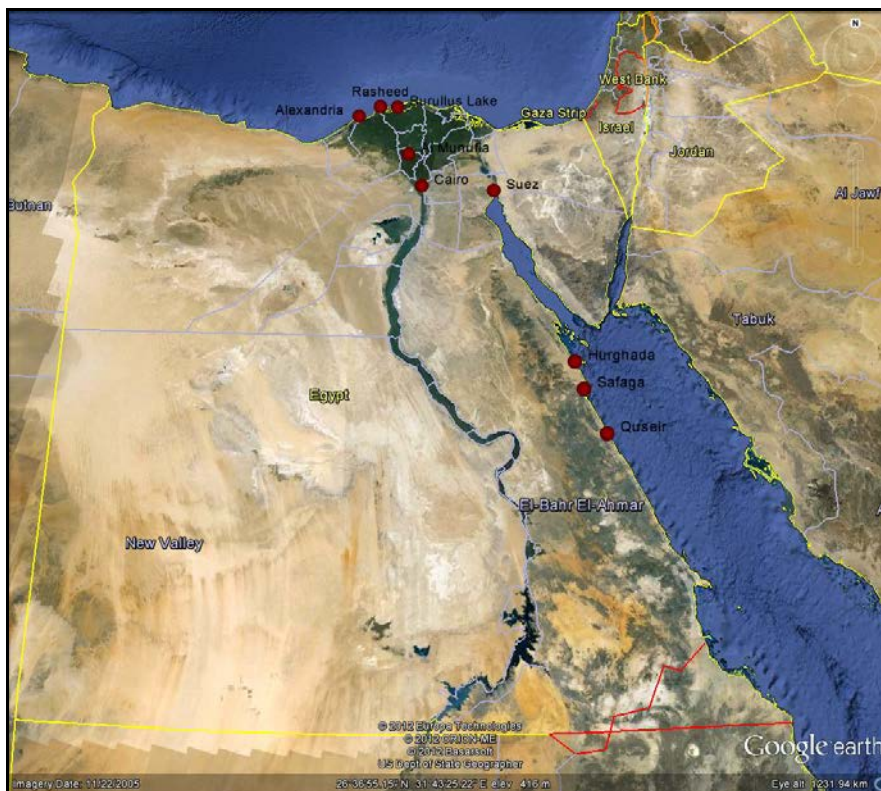 N
West Bank
Rasheed
Burullus Lake
Alexandria
Gaza Strip
Israel
Al Munufia
Jordan
Cairo
Suez
Al Jawf
Butnan
Tabuk
Hurghada
Safaga
Egypt
Quseir
El-Bahr El-Ahmar
A
New Valley
© 2012 Europa Technologies
© 2012 ORION-ME
© 2012 Basarsoft
US Dept of State Geographer
Google earth
Imagery Date: 11/22/2005
26°36'55.15" N 31°43'25.22" E elev 416 m
Eye alt 1231.94 km